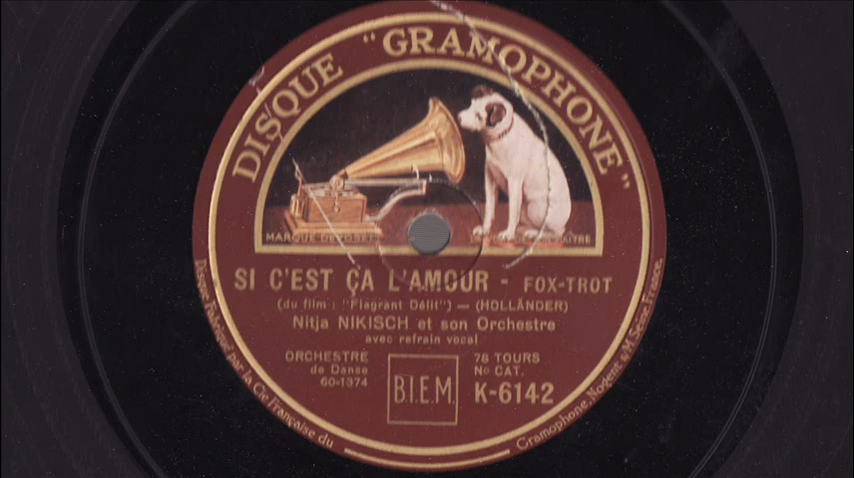 DISQUE "GRAMOPHONE"
MARQUE DEPOSÉE
SI C'EST ÇA L'AMOUR - FOX-TROT
(du film : "Flagrant Délit") — (HOLLÄNDER)
Nitja NIKISCH et son Orchestre
avec refrain vocal
ORCHESTRE
de Danse
60-1374
B.I.E.M.
78 TOURS
No CAT.
K-6142
Disque Fabriqué par la Cie Française du Gramophone, Nogent s/M. Seine. France.